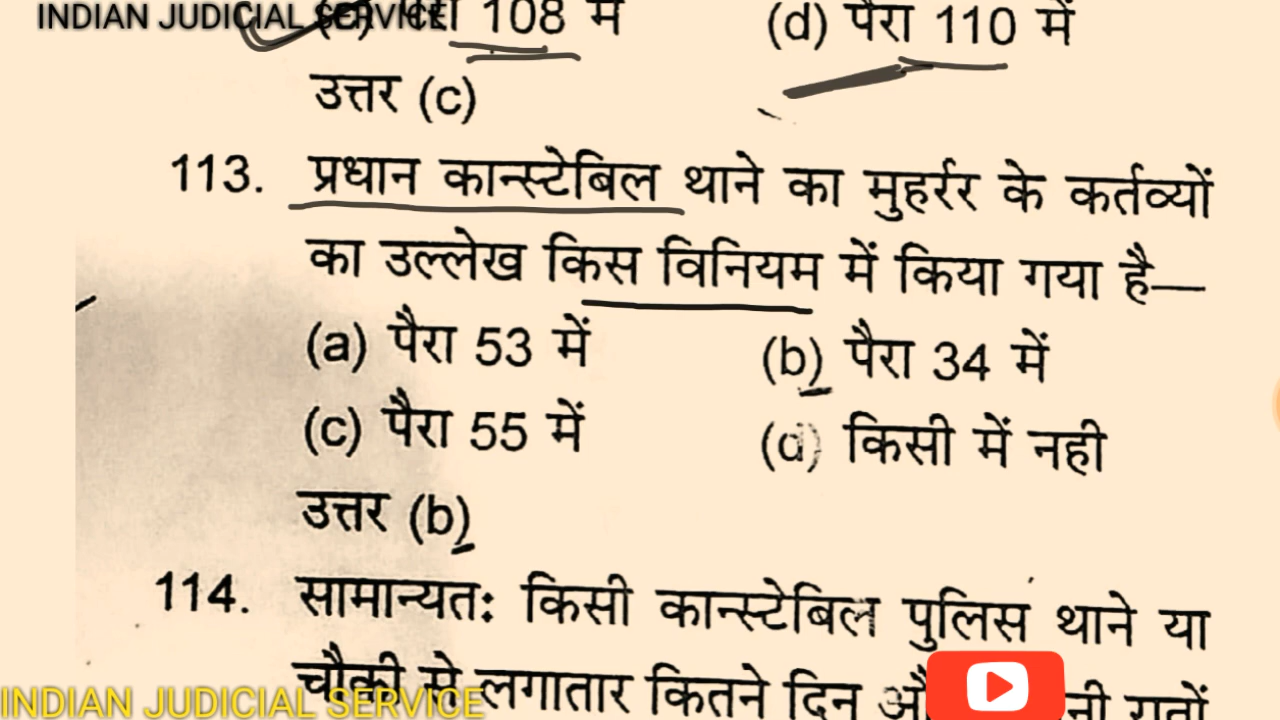 INDIAN JUDICIAL SERVICE
108 में (d) पैरा 110 में
उत्तर (c)
113. प्रधान कान्स्टेबिल थाने का मुहर्रर के कर्तव्यों
का उल्लेख किस विनियम में किया गया है—
(a) पैरा 53 में (b) पैरा 34 में
(c) पैरा 55 में (d) किसी में नही
उत्तर (b)
114. सामान्यतः किसी कान्स्टेबिल पुलिस थाने या
चौकी से लगातार कितने दिन
INDIAN JUDICIAL SERVICE